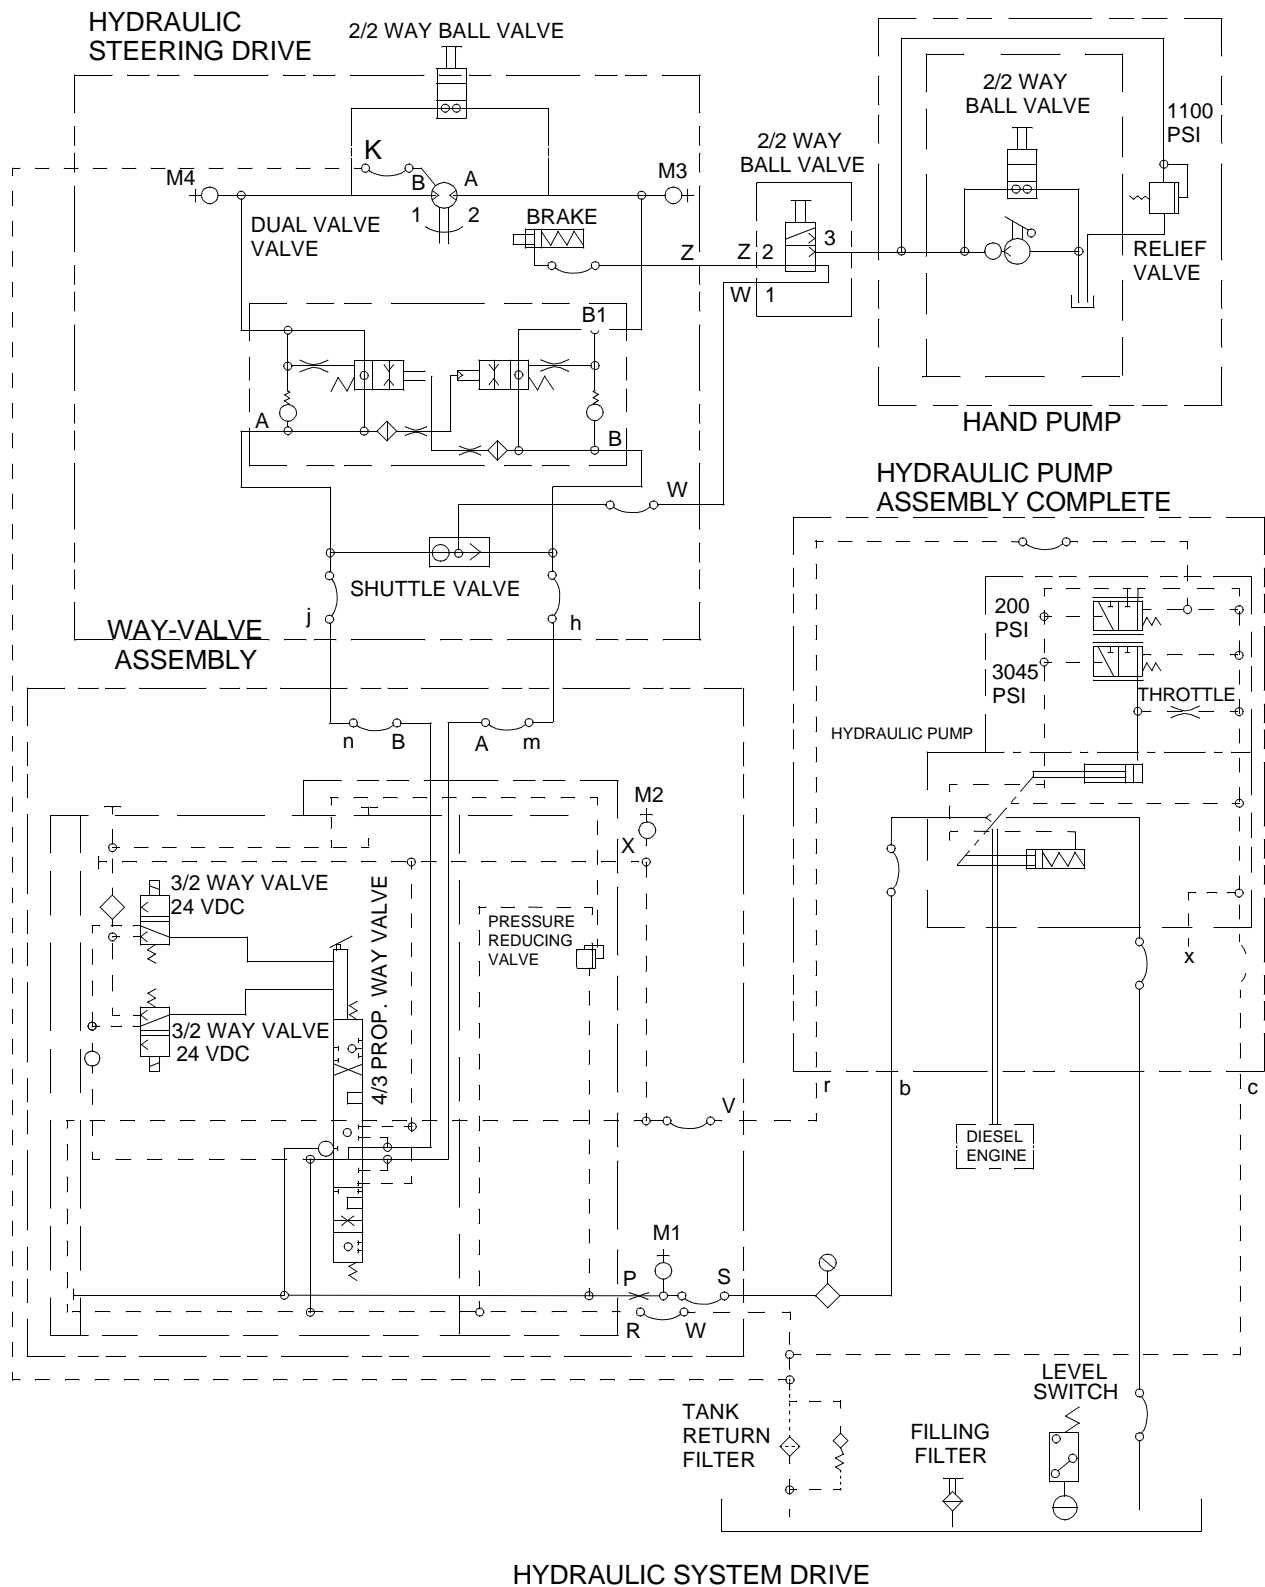 HYDRAULIC
STEERING DRIVE
2/2 WAY BALL VALVE
K
M4
B
A
M3
1
2
DUAL VALVE
VALVE
BRAKE
Z
2/2 WAY
BALL VALVE
Z 2
3
W 1
2/2 WAY
BALL VALVE
1100
PSI
RELIEF
VALVE
HAND PUMP
B1
A
B
W
SHUTTLE VALVE
j
h
WAY-VALVE
ASSEMBLY
HYDRAULIC PUMP
ASSEMBLY COMPLETE
200
PSI
3045
PSI
THROTTLE
HYDRAULIC PUMP
x
r
b
c
DIESEL
ENGINE
n
B
A
m
M2
X
3/2 WAY VALVE
24 VDC
4/3 PROP. WAY VALVE
PRESSURE
REDUCING
VALVE
3/2 WAY VALVE
24 VDC
V
M1
P
S
R
W
TANK
RETURN
FILTER
FILLING
FILTER
LEVEL
SWITCH
HYDRAULIC SYSTEM DRIVE